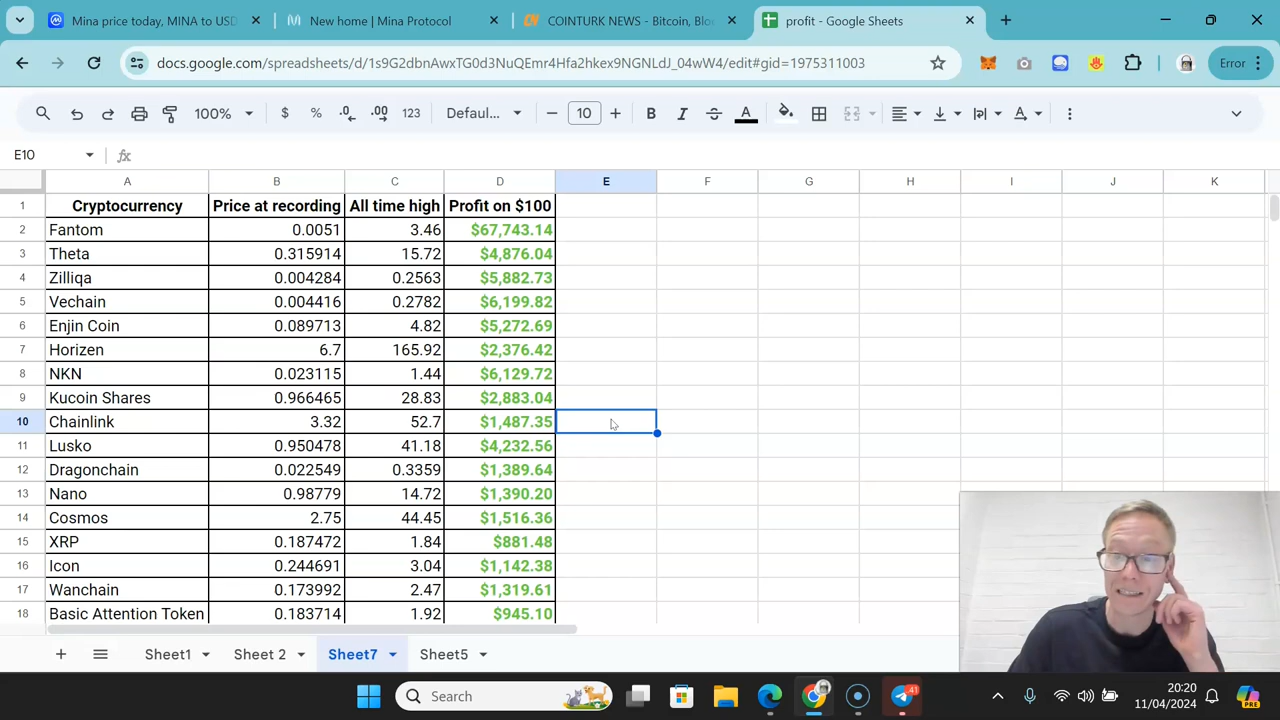 Mina price today, MINA to USD
New home | Mina Protocol
COINTURK NEWS - Bitcoin, Blo
profit - Google Sheets
docs.google.com/spreadsheets/d/1s9G2dbnAwxTG0d3NuQEmr4Hfa2hkex9NGNLdJ_04wW4/edit#gid=1975311003
Error
100% $ % .0 .00 123 Defaul... 10 B I A
E10 fx
A B C D E F G H I J K
1 Cryptocurrency Price at recording All time high Profit on $100
2 Fantom 0.0051 3.46 $67,743.14
3 Theta 0.315914 15.72 $4,876.04
4 Zilliqa 0.004284 0.2563 $5,882.73
5 Vechain 0.004416 0.2782 $6,199.82
6 Enjin Coin 0.089713 4.82 $5,272.69
7 Horizen 6.7 165.92 $2,376.42
8 NKN 0.023115 1.44 $6,129.72
9 Kucoin Shares 0.966465 28.83 $2,883.04
10 Chainlink 3.32 52.7 $1,487.35
11 Lusko 0.950478 41.18 $4,232.56
12 Dragonchain 0.022549 0.3359 $1,389.64
13 Nano 0.98779 14.72 $1,390.20
14 Cosmos 2.75 44.45 $1,516.36
15 XRP 0.187472 1.84 $881.48
16 Icon 0.244691 3.04 $1,142.38
17 Wanchain 0.173992 2.47 $1,319.61
18 Basic Attention Token 0.183714 1.92 $945.10
Sheet1 Sheet 2 Sheet7 Sheet5
Search
41
20:20
11/04/2024
PRE